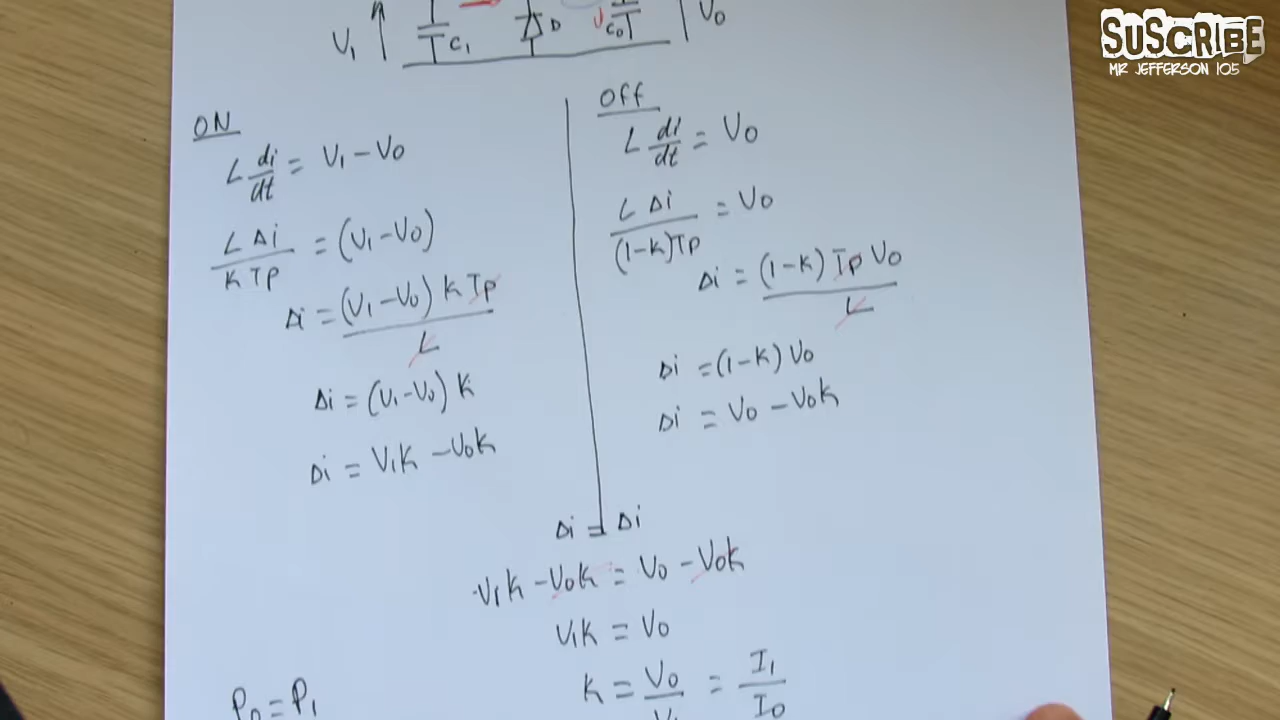 SUSCRIBE
MR JEFFERSON 105
V1
C1
D
C0
V0
ON
L di/dt = V1 - V0
L Δi / K TP = (V1 - V0)
Δi = (V1 - V0) K TP / L
Δi = (V1 - V0) K
Δi = V1K - V0K
OFF
L di/dt = V0
L Δi / (1-K)TP = V0
Δi = (1-K) TP V0 / L
Δi = (1-K) V0
Δi = V0 - V0K
Δi = Δi
V1K - V0K = V0 - V0K
V1K = V0
K = V0 / V1 = I1 / I0
P0 = P1